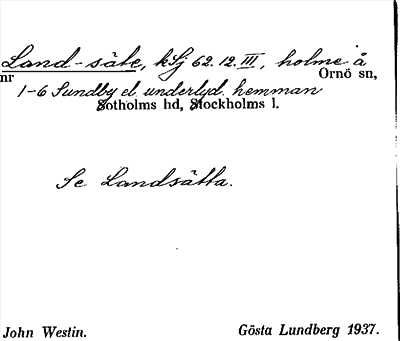 Land-säte, kSj 62.12.III, holme å
nr Ornö sn,
1-6 Sundby el. underlyd. hemman
Sotholms hd, Stockholms l.
Se Landsätta.
John Westin. Gösta Lundberg 1937.